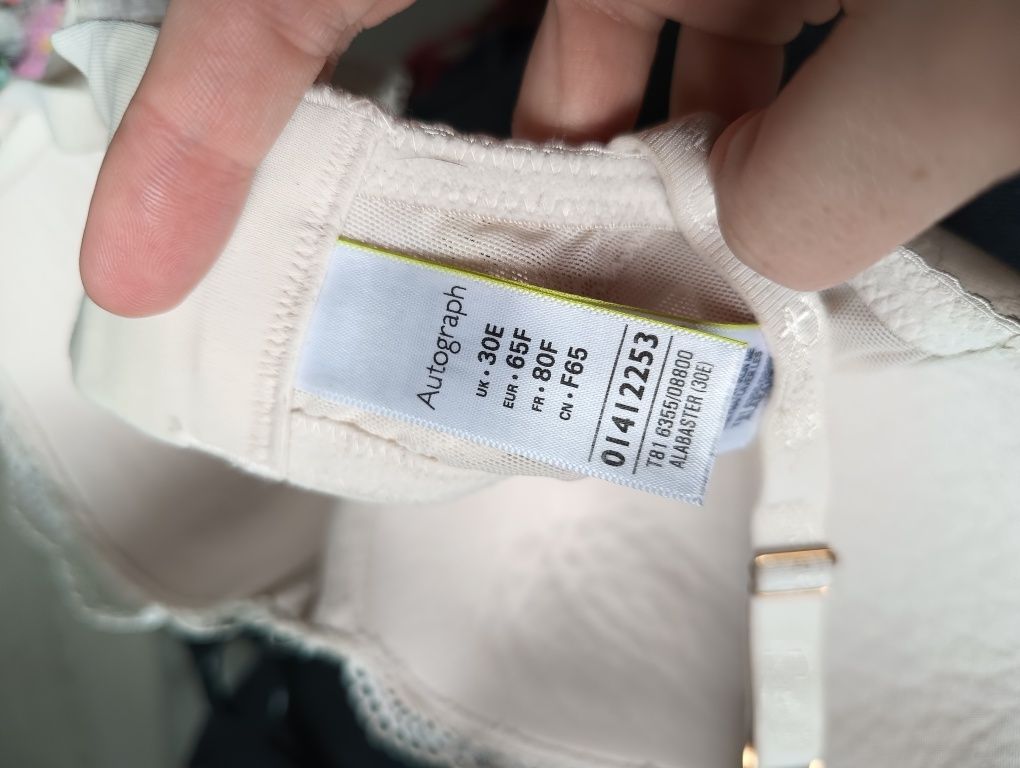 Autograph
UK • 30E
EUR • 65F
FR • 80F
CN • F65
01412253
T81 6355/08800
ALABASTER (30E)